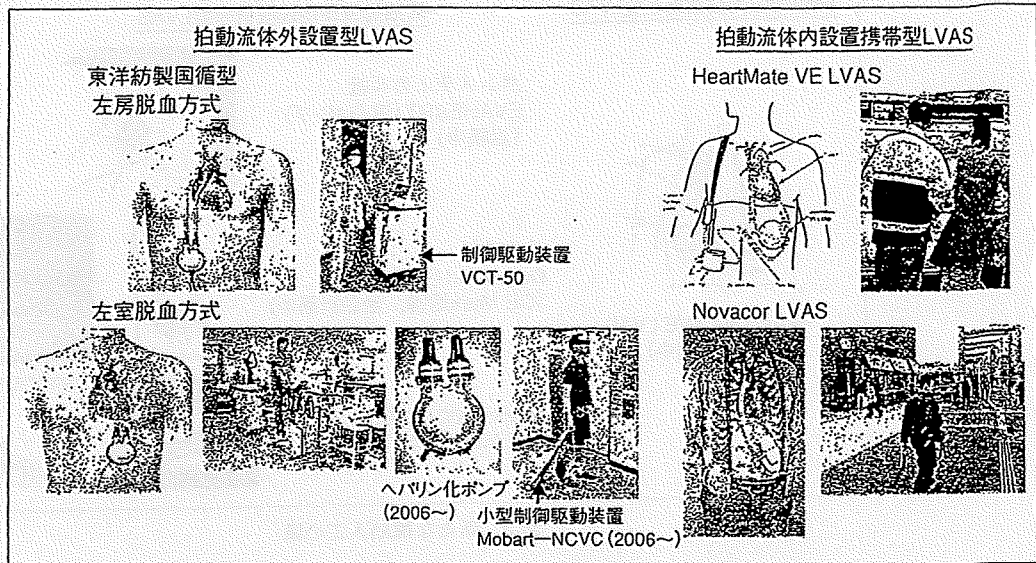 拍動流体外設置型LVAS
東洋紡製国循型
左房脱血方式
制御駆動装置
VCT-50
左室脱血方式
ヘパリン化ポンプ
(2006~)
小型制御駆動装置
Mobart—NCVC(2006~)
拍動流体内設置携帯型LVAS
HeartMate VE LVAS
Novacor LVAS